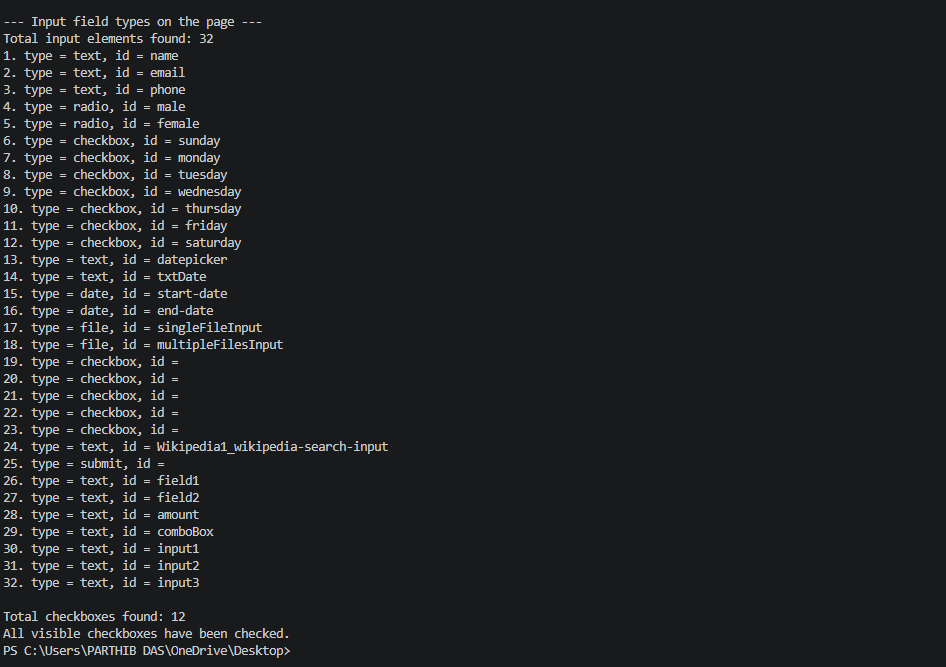 --- Input field types on the page ---
Total input elements found: 32
1. type = text, id = name
2. type = text, id = email
3. type = text, id = phone
4. type = radio, id = male
5. type = radio, id = female
6. type = checkbox, id = sunday
7. type = checkbox, id = monday
8. type = checkbox, id = tuesday
9. type = checkbox, id = wednesday
10. type = checkbox, id = thursday
11. type = checkbox, id = friday
12. type = checkbox, id = saturday
13. type = text, id = datepicker
14. type = text, id = txtDate
15. type = date, id = start-date
16. type = date, id = end-date
17. type = file, id = singleFileInput
18. type = file, id = multipleFilesInput
19. type = checkbox, id =
20. type = checkbox, id =
21. type = checkbox, id =
22. type = checkbox, id =
23. type = checkbox, id =
24. type = text, id = Wikipedia1_wikipedia-search-input
25. type = submit, id =
26. type = text, id = field1
27. type = text, id = field2
28. type = text, id = amount
29. type = text, id = comboBox
30. type = text, id = input1
31. type = text, id = input2
32. type = text, id = input3
Total checkboxes found: 12
All visible checkboxes have been checked.
PS C:\Users\PARTHIB DAS\OneDrive\Desktop>